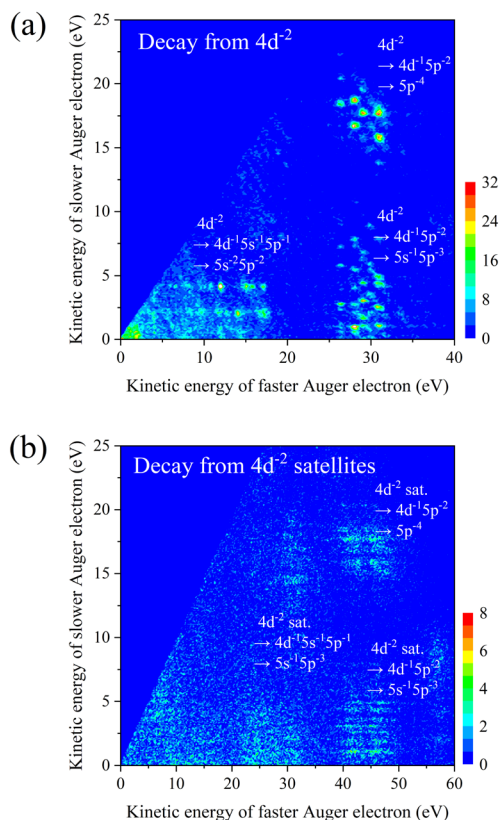 (a)
Decay from 4d⁻²
4d⁻²
→ 4d⁻¹5p⁻²
→ 5p⁻⁴
4d⁻²
→ 4d⁻¹5s⁻¹5p⁻¹
→ 5s⁻²5p⁻²
4d⁻²
→ 4d⁻¹5p⁻²
→ 5s⁻¹5p⁻³
Kinetic energy of slower Auger electron (eV)
25
20
15
10
5
0
0 10 20 30 40
Kinetic energy of faster Auger electron (eV)
32
24
16
8
0
(b)
Decay from 4d⁻² satellites
4d⁻² sat.
→ 4d⁻¹5p⁻²
→ 5p⁻⁴
4d⁻² sat.
→ 4d⁻¹5s⁻¹5p⁻¹
→ 5s⁻¹5p⁻³
4d⁻² sat.
→ 4d⁻¹5p⁻²
→ 5s⁻¹5p⁻³
Kinetic energy of slower Auger electron (eV)
25
20
15
10
5
0
0 10 20 30 40 50 60
Kinetic energy of faster Auger electron (eV)
8
7
6
5
4
3
2
1
0